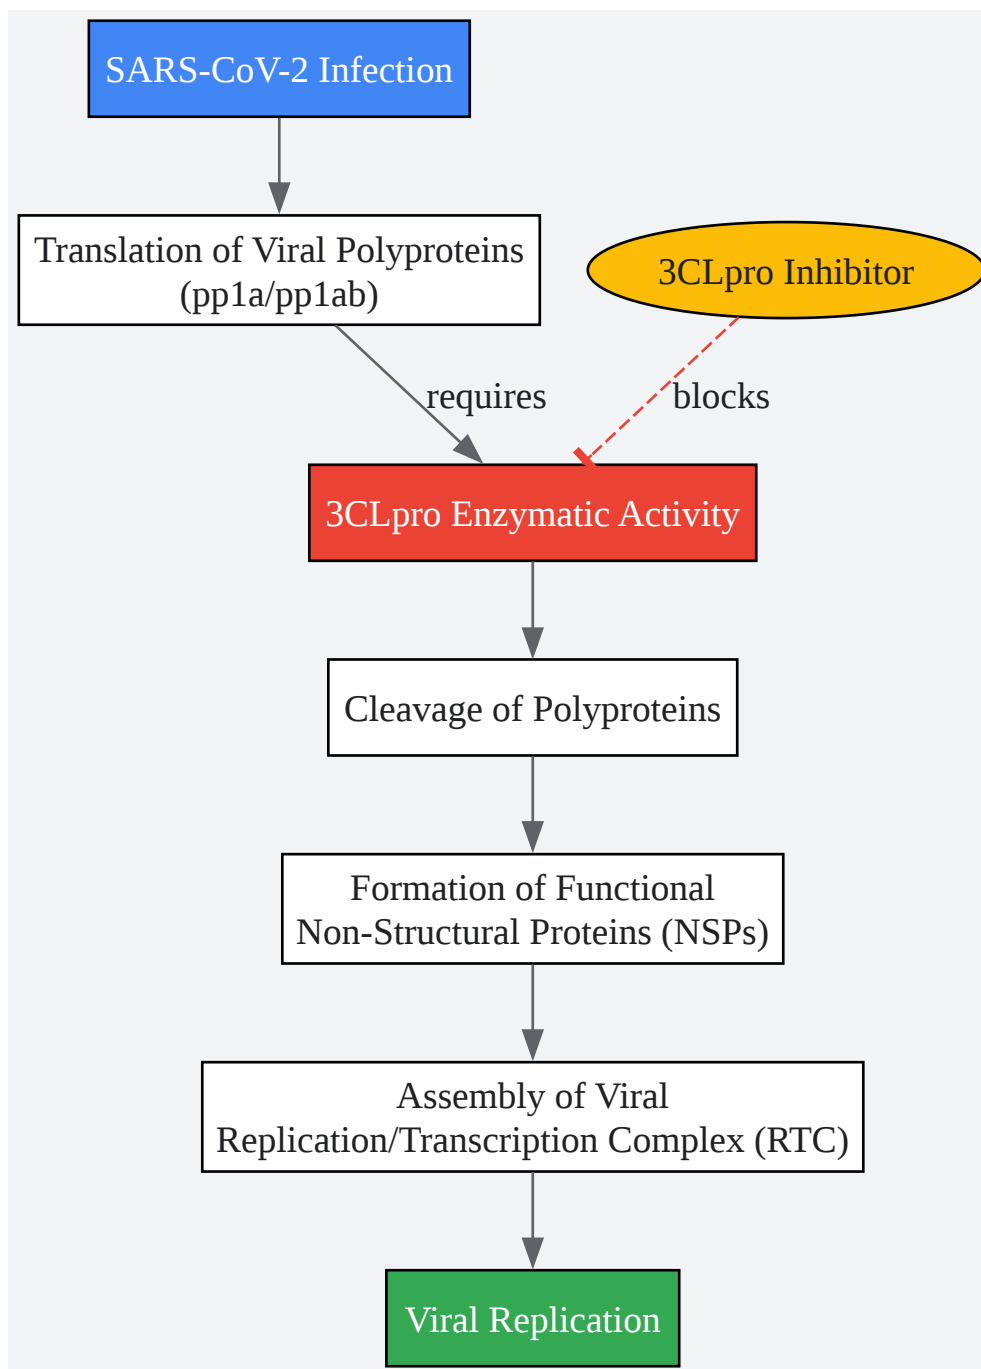 SARS-CoV-2 Infection
Translation of Viral Polyproteins
(pp1a/pp1ab)
3CLpro Inhibitor
requires
blocks
3CLpro Enzymatic Activity
Cleavage of Polyproteins
Formation of Functional
Non-Structural Proteins (NSPs)
Assembly of Viral
Replication/Transcription Complex (RTC)
Viral Replication